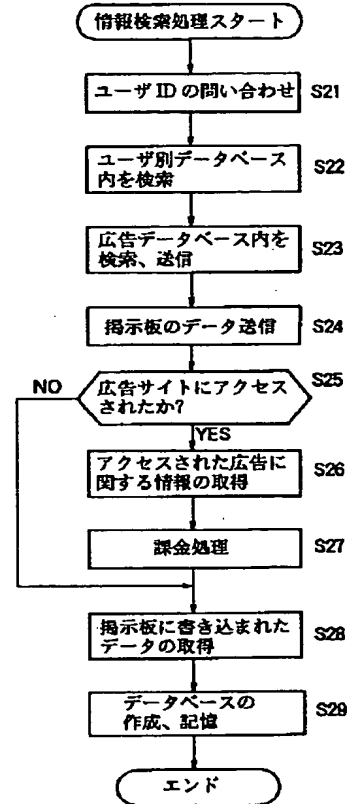 情報検索処理スタート
ユーザIDの問い合わせ S21
ユーザ別データベース
内を検索
S22
広告データベース内を
検索、送信
S23
掲示板のデータ送信 S24
広告サイトにアクセス
されたか?
S25
NO
YES
アクセスされた広告に
関する情報の取得
S26
課金処理 S27
掲示板に書き込まれた
データの取得
S28
データベースの
作成、記憶
S29
エンド